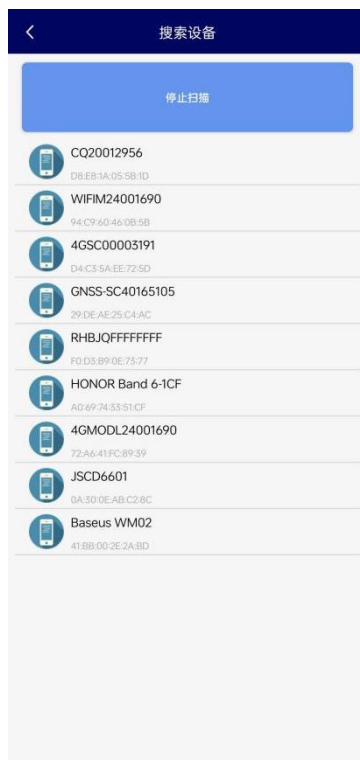 搜索设备
停止扫描
CQ20012956
D8:E8:1A:05:5B:1D
WIFIM24001690
94:C9:60:46:0B:5B
4GSC00003191
D4:C3:5A:EE:72:5D
GNSS-SC40165105
29:DE:AE:25:C4:AC
RHBJQFFFFFFFF
F0:D3:B9:0E:73:77
HONOR Band 6-1CF
A0:69:74:53:51:CF
4GMODL24001690
72:A6:41:FC:89:39
JSCD6601
0A:30:0E:AB:C2:8C
Baseus WM02
41:BB:00:2E:2A:BD